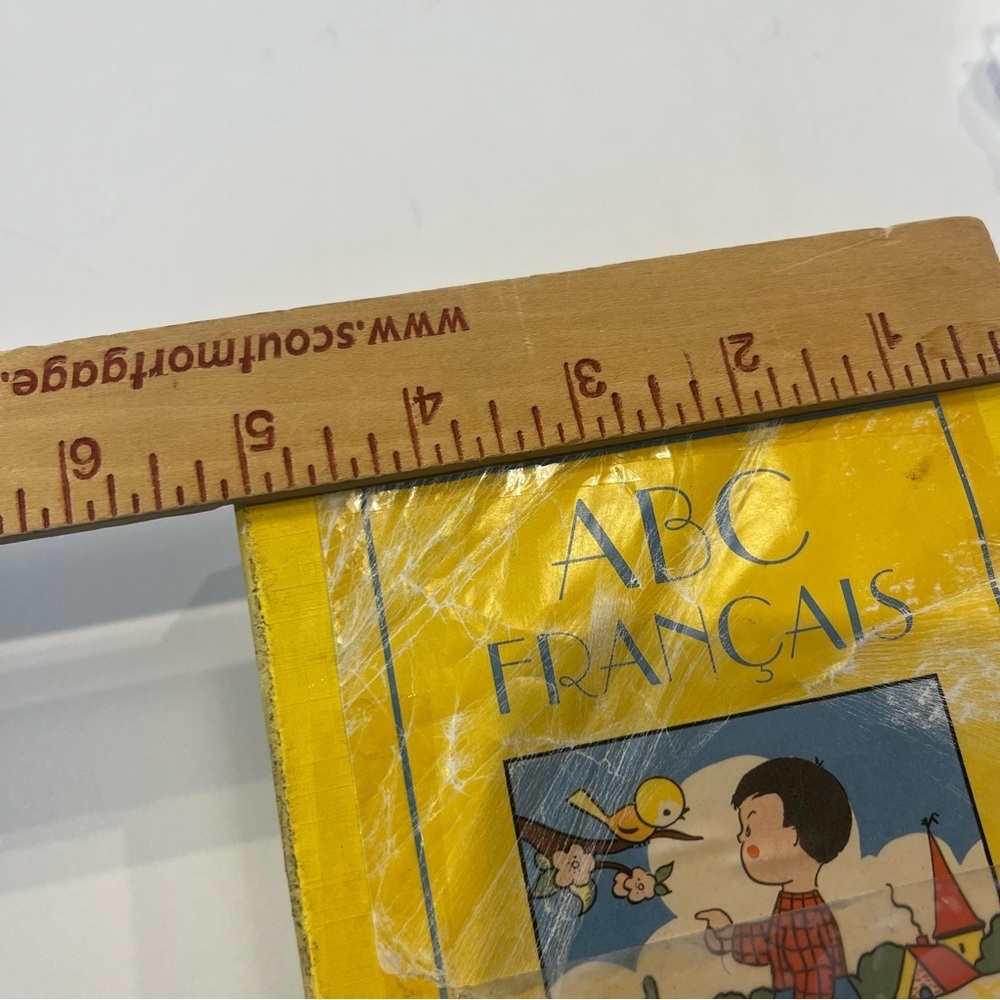 www.scoutmortgage.
6 5 4 3 2 1
ABC
FRANÇAIS